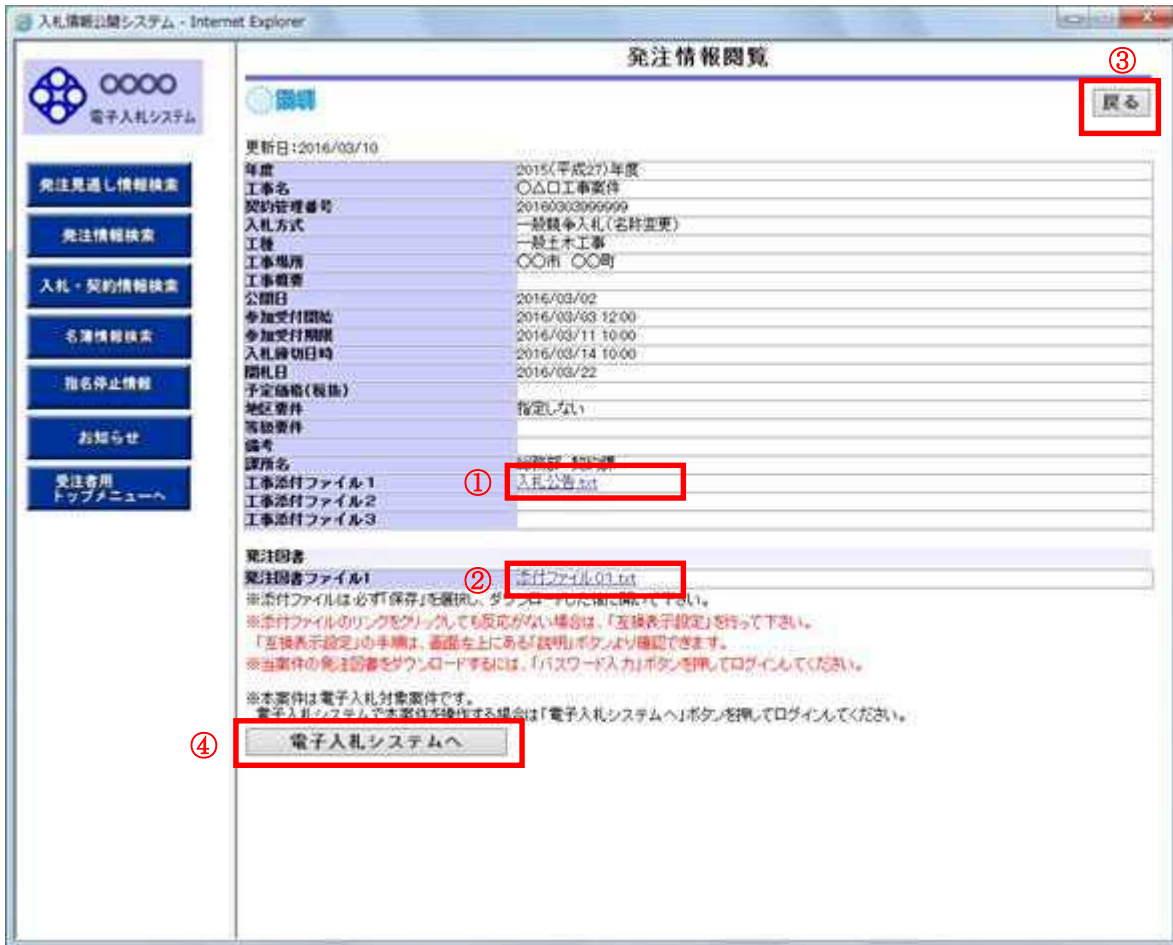 入札情報公開システム - Internet Explorer
発注情報閲覧
③
〇〇〇〇
電子入札システム
説明
戻る
更新日:2016/03/10
発注見通し情報検索
発注情報検索
入札・契約情報検索
名簿情報検索
指名停止情報
お知らせ
受注者用
トップメニューへ
年度 2015(平成27)年度
工事名 〇△口工事案件
契約管理番号 20160303999999
入札方式 一般競争入札(名称変更)
工種 一般土木工事
工事場所 〇〇市 〇〇町
工事概要
公開日 2016/03/02
参加受付開始 2016/03/03 12:00
参加受付期限 2016/03/11 10:00
入札締切日時 2016/03/14 10:00
開札日 2016/03/22
予定価格(税抜)
地区要件 指定しない
等級要件
備考
課所名 総務部 契約課
工事添付ファイル1 ① 入札公告.txt
工事添付ファイル2
工事添付ファイル3
発注図書
発注図書ファイル1 ② 添付ファイル01.txt
※添付ファイルは必ず「保存」を選択し、ダウンロードした後に開いて下さい。
※添付ファイルのリンクをクリックしても反応がない場合は、「互換表示設定」を行って下さい。
「互換表示設定」の手順は、画面左上にある「説明」ボタンより確認できます。
※当案件の発注図書をダウンロードするには、「パスワード入力」ボタンを押してログインしてください。
※本案件は電子入札対象案件です。
電子入札システムで本案件を操作する場合は「電子入札システムへ」ボタンを押してログインしてください。
④ 電子入札システムへ